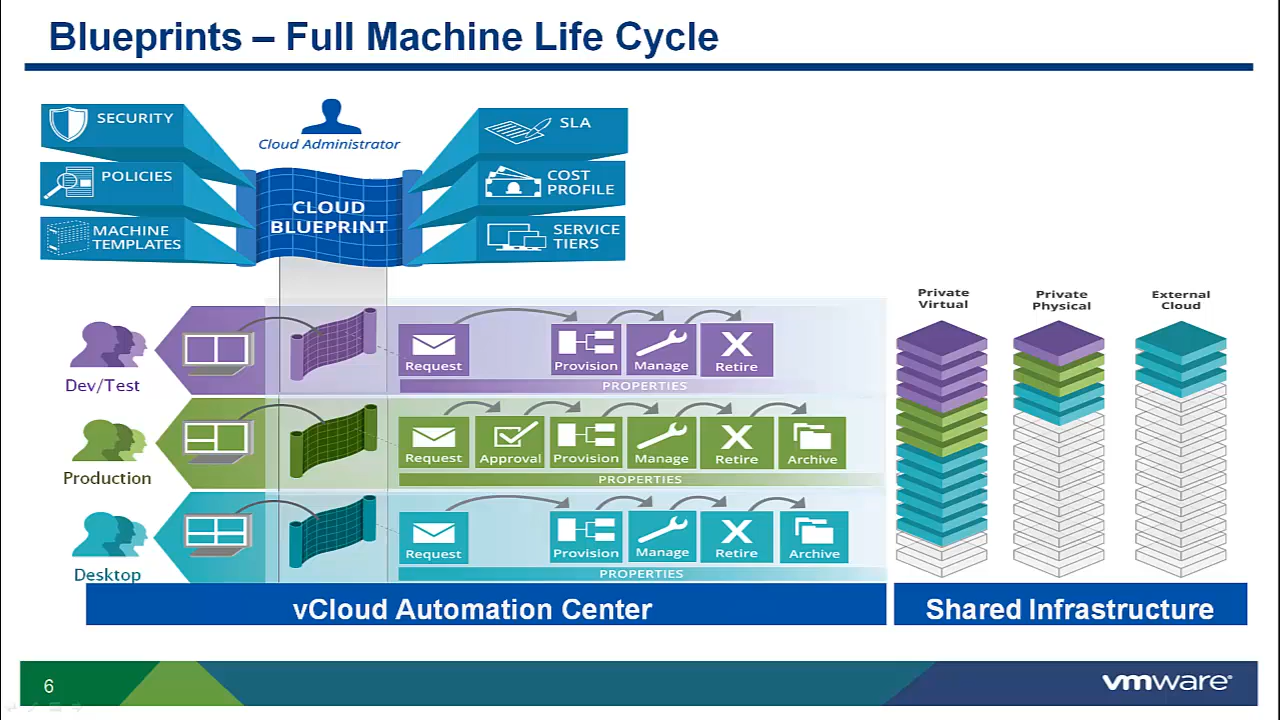 Blueprints – Full Machine Life Cycle
SECURITY
POLICIES
MACHINE
TEMPLATES
Cloud Administrator
CLOUD
BLUEPRINT
SLA
COST
PROFILE
SERVICE
TIERS
Dev/Test
Request
Provision
Manage
Retire
PROPERTIES
Production
Request
Approval
Provision
Manage
Retire
Archive
PROPERTIES
Desktop
Request
Provision
Manage
Retire
Archive
PROPERTIES
vCloud Automation Center
Private
Virtual
Private
Physical
External
Cloud
Shared Infrastructure
6
vmware®